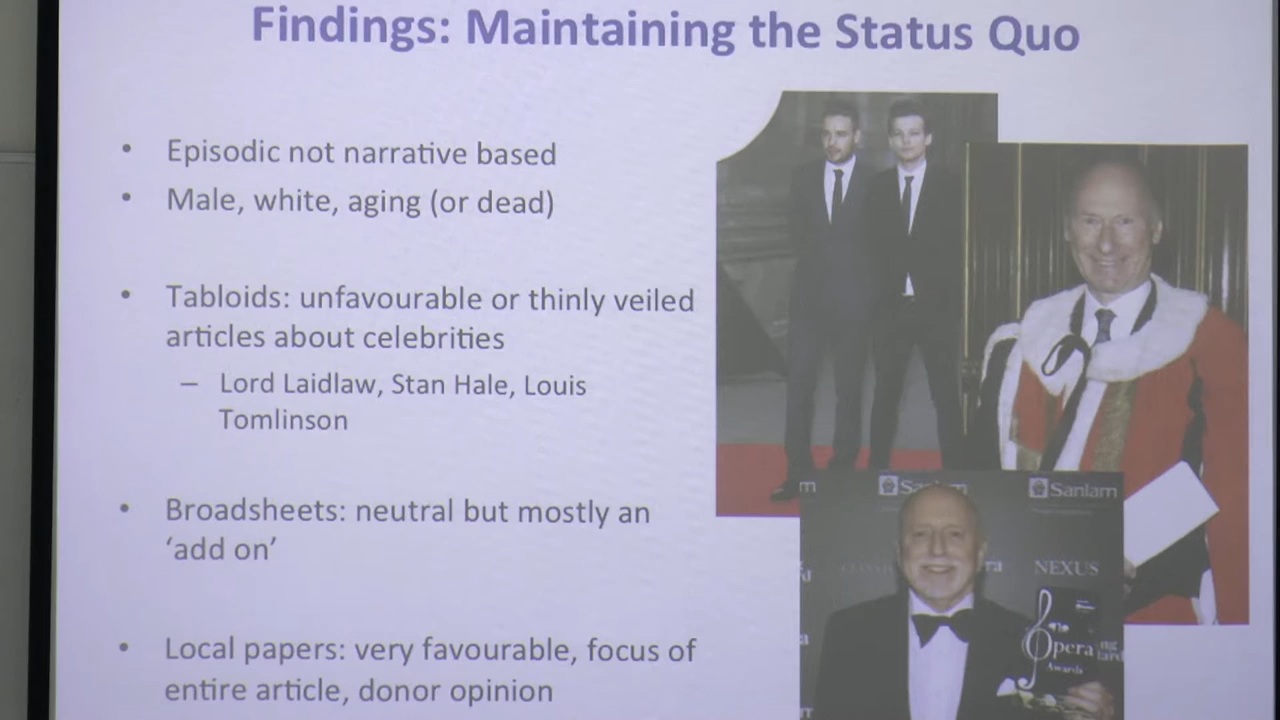 Findings: Maintaining the Status Quo
• Episodic not narrative based
• Male, white, aging (or dead)
• Tabloids: unfavourable or thinly veiled
articles about celebrities
– Lord Laidlaw, Stan Hale, Louis
Tomlinson
• Broadsheets: neutral but mostly an
‘add on’
• Local papers: very favourable, focus of
entire article, donor opinion
Sanlam
NEXUS
The
Opera
Awards